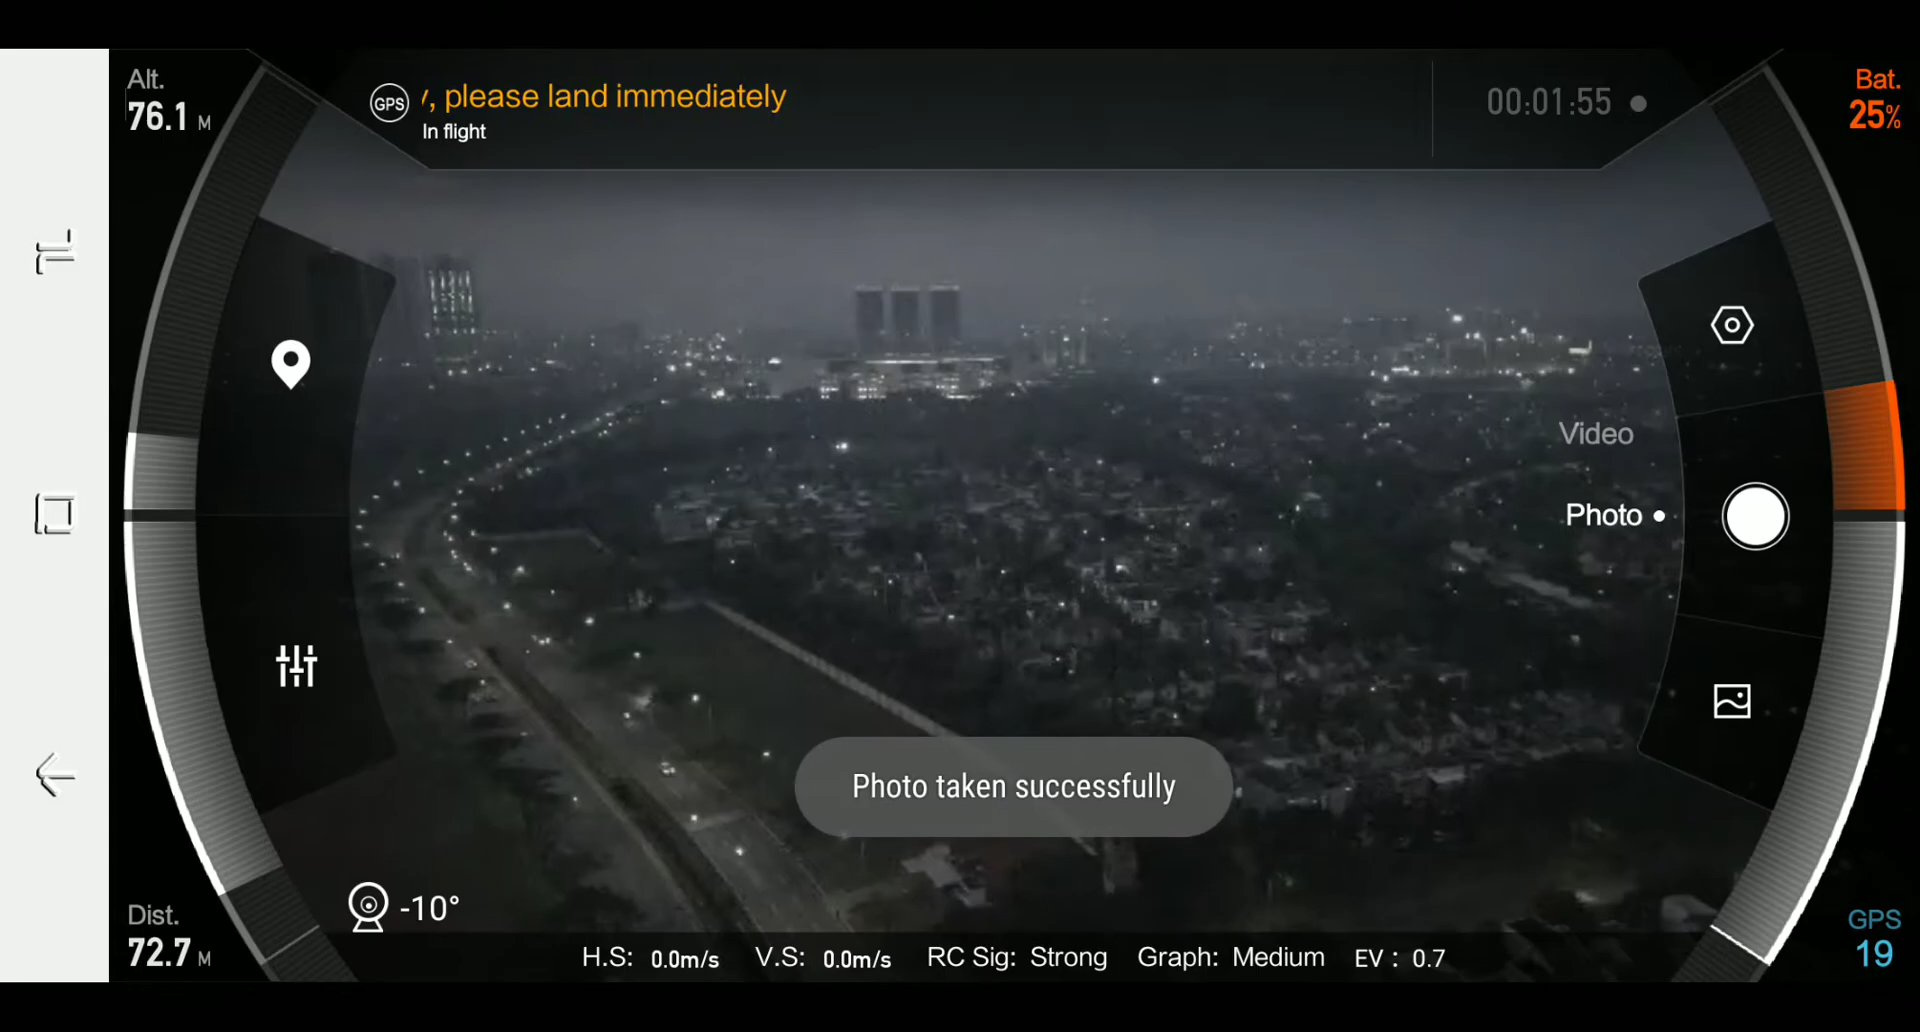 Alt.
76.1 M
GPS
, please land immediately
In flight
00:01:55
Bat.
25%
Video
Photo
Photo taken successfully
-10°
Dist.
72.7 M
H.S: 0.0m/s V.S: 0.0m/s RC Sig: Strong Graph: Medium EV : 0.7
GPS
19